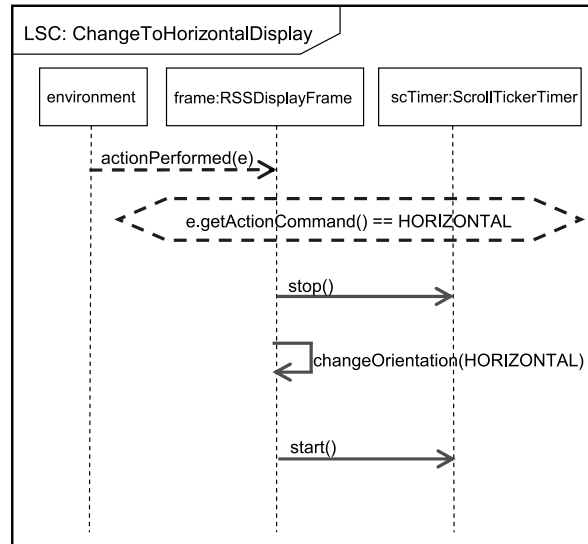 LSC: ChangeToHorizontalDisplay
environment
frame:RSSDisplayFrame
scTimer:ScrollTickerTimer
actionPerformed(e)
e.getActionCommand() == HORIZONTAL
stop()
changeOrientation(HORIZONTAL)
start()